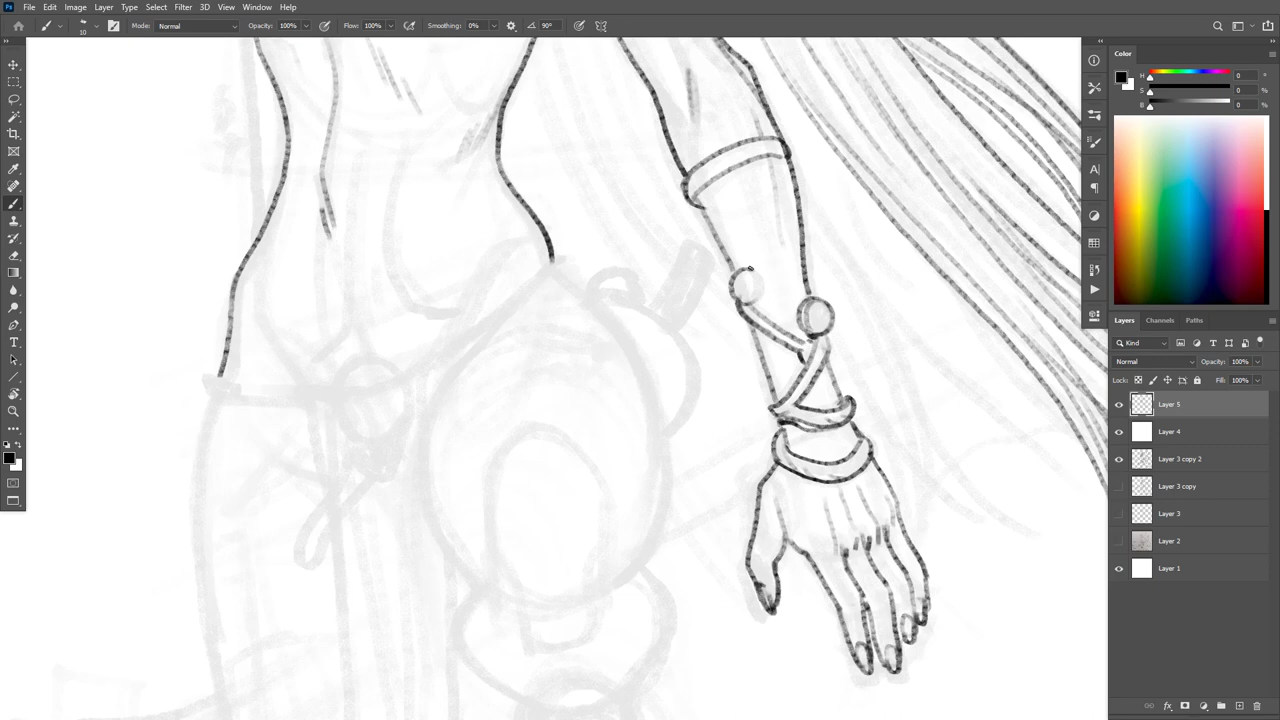 Ps File Edit Image Layer Type Select Filter 3D View Window Help
10 Mode: Normal Opacity: 100% Flow: 100% Smoothing: 0% 90°
Color
H 0 °
S 0 %
B 0 %
Layers Channels Paths
Kind
Normal Opacity: 100%
Lock: Fill: 100%
Layer 5
Layer 4
Layer 3 copy 2
Layer 3 copy
Layer 3
Layer 2
Layer 1